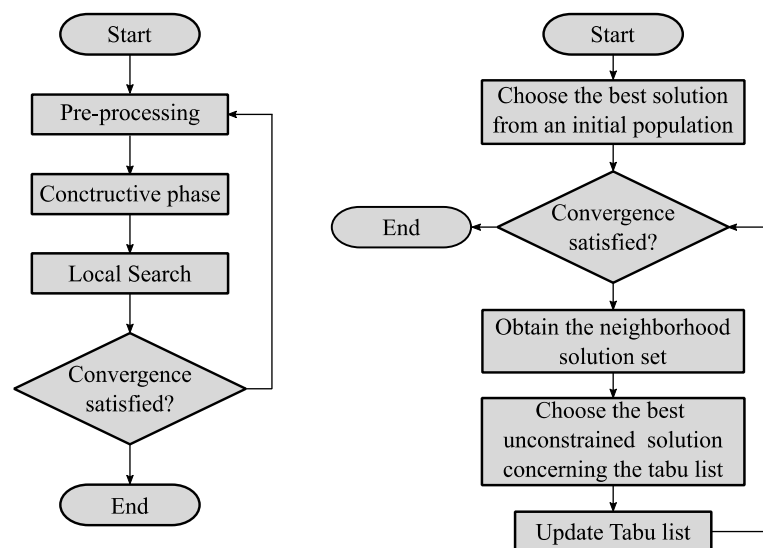 Start
Pre-processing
Conctructive phase
Local Search
Convergence
satisfied?
End
Start
Choose the best solution
from an initial population
Convergence
satisfied?
End
Obtain the neighborhood
solution set
Choose the best
unconstrained solution
concerning the tabu list
Update Tabu list